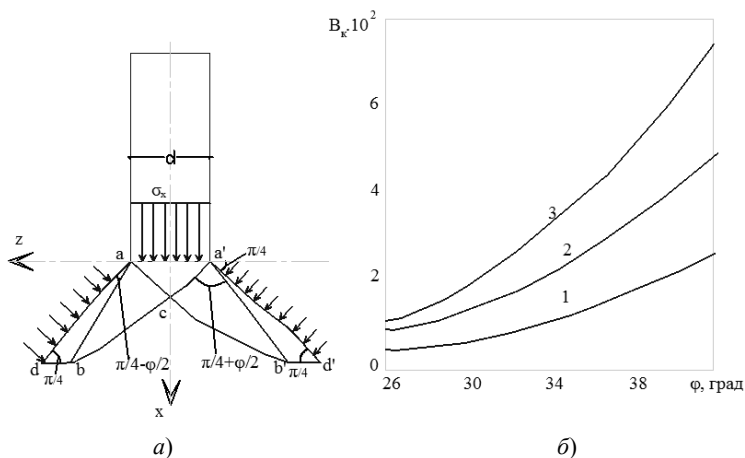 d
σx
z
a
a'
π/4
c
d
b
b'
d'
π/4
π/4-φ/2
π/4+φ/2
π/4
x
а)
Bк.10²
6
4
2
0
3
2
1
26
30
34
38
φ, град
б)